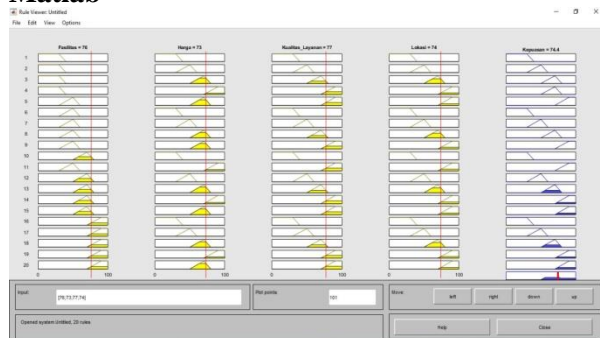 Matlab
Rule Viewer: Untitled
File Edit View Options
Fasilitas = 76
Harga = 73
Kualitas_Layanan = 77
Lokasi = 74
Kepuasan = 74.4
1
2
3
4
5
6
7
8
9
10
11
12
13
14
15
16
17
18
19
20
0 100
0 100
0 100
0 100
0 100
Input:
[76;73;77;74]
Plot points:
101
Move:
left
right
down
up
Opened system Untitled, 20 rules
Help
Close